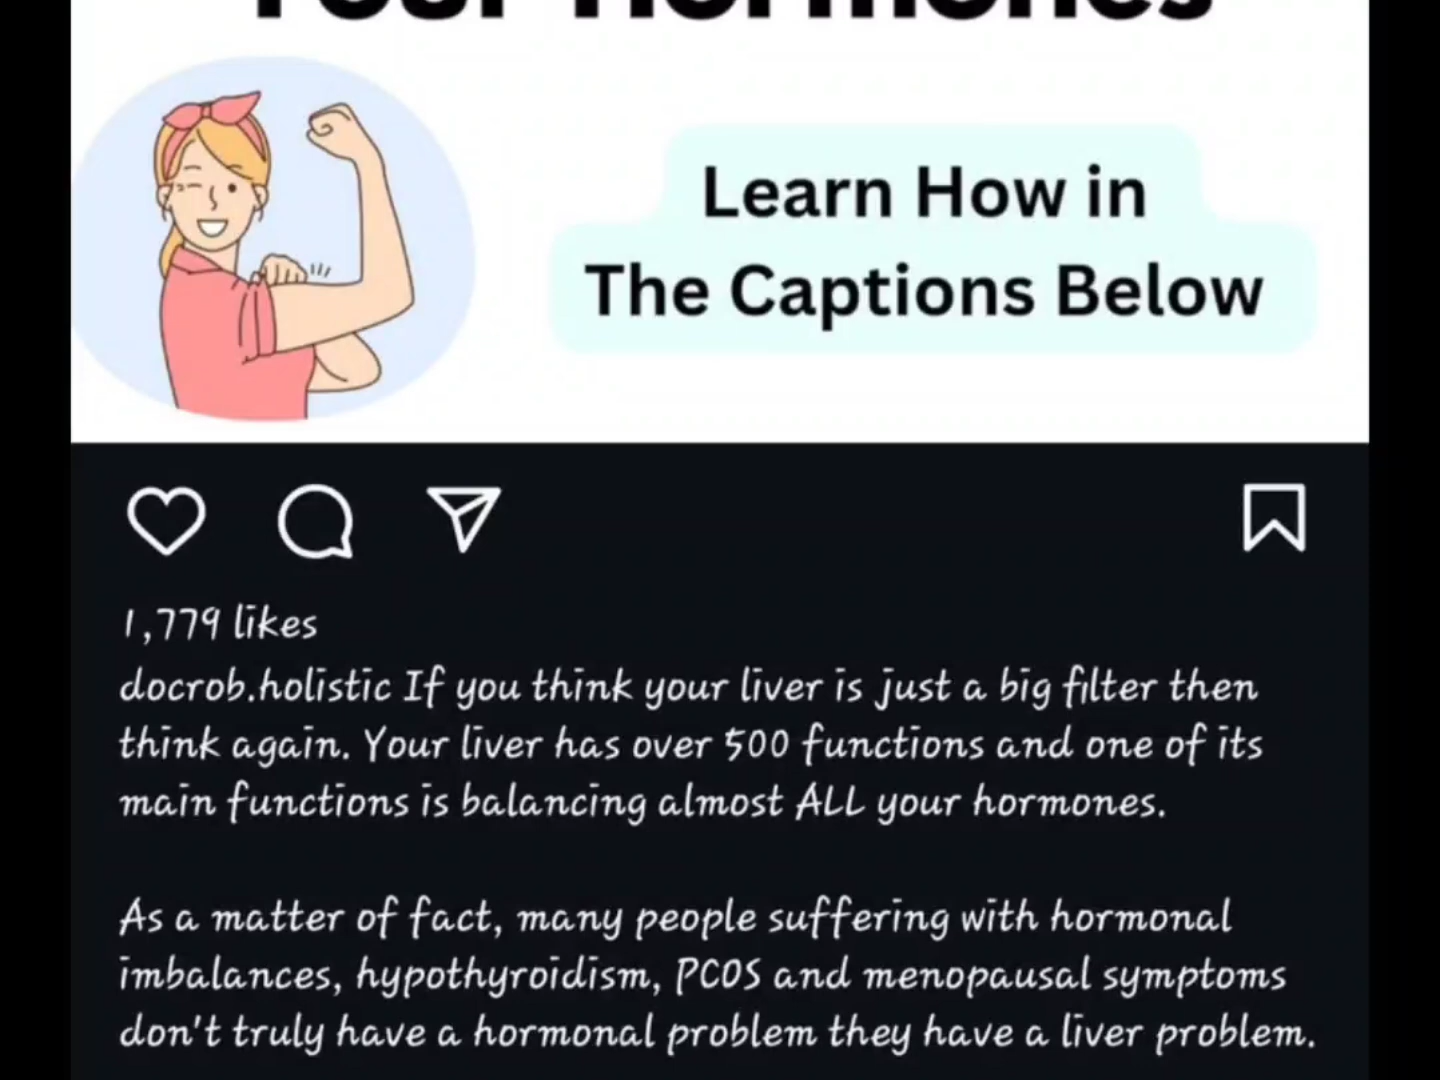 Your Hormones
Learn How in
The Captions Below
1,779 likes
docrob.holistic If you think your liver is just a big filter then
think again. Your liver has over 500 functions and one of its
main functions is balancing almost ALL your hormones.
As a matter of fact, many people suffering with hormonal
imbalances, hypothyroidism, PCOS and menopausal symptoms
don't truly have a hormonal problem they have a liver problem.